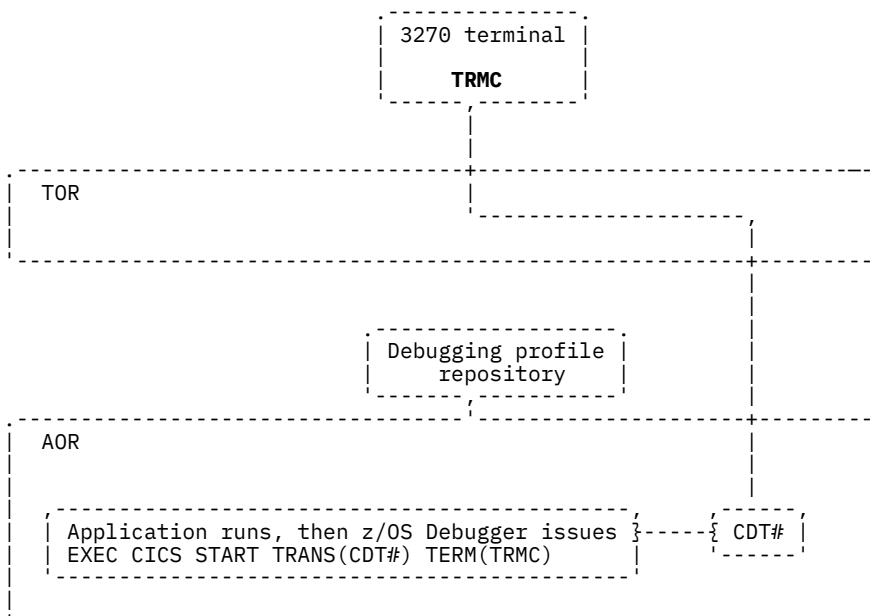 3270 terminal
TRMC
TOR
Debugging profile
repository
AOR
Application runs, then z/OS Debugger issues
EXEC CICS START TRANS(CDT#) TERM(TRMC)
CDT#